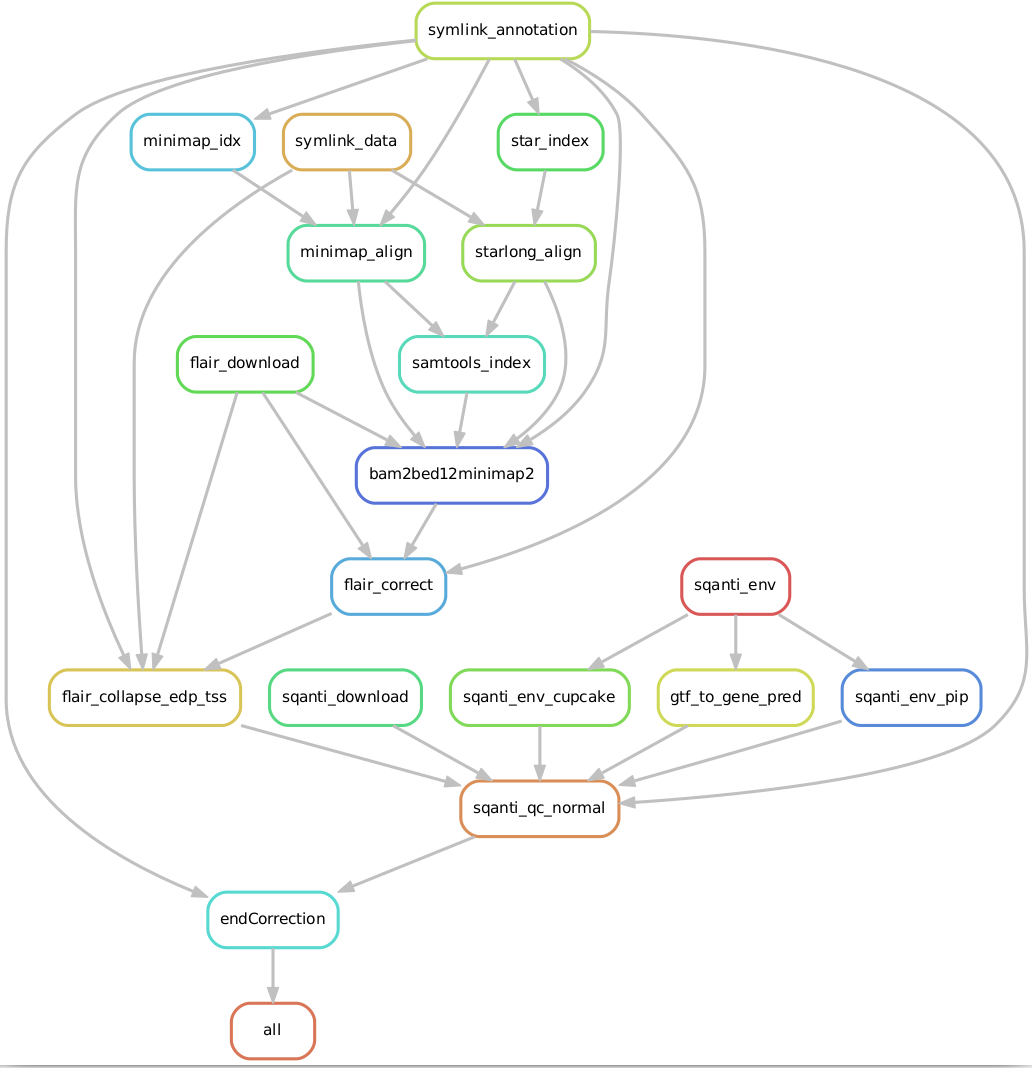 symlink_annotation
minimap_idx
symlink_data
star_index
minimap_align
starlong_align
flair_download
samtools_index
bam2bed12minimap2
flair_correct
sqanti_env
flair_collapse_edp_tss
sqanti_download
sqanti_env_cupcake
gtf_to_gene_pred
sqanti_env_pip
sqanti_qc_normal
endCorrection
all